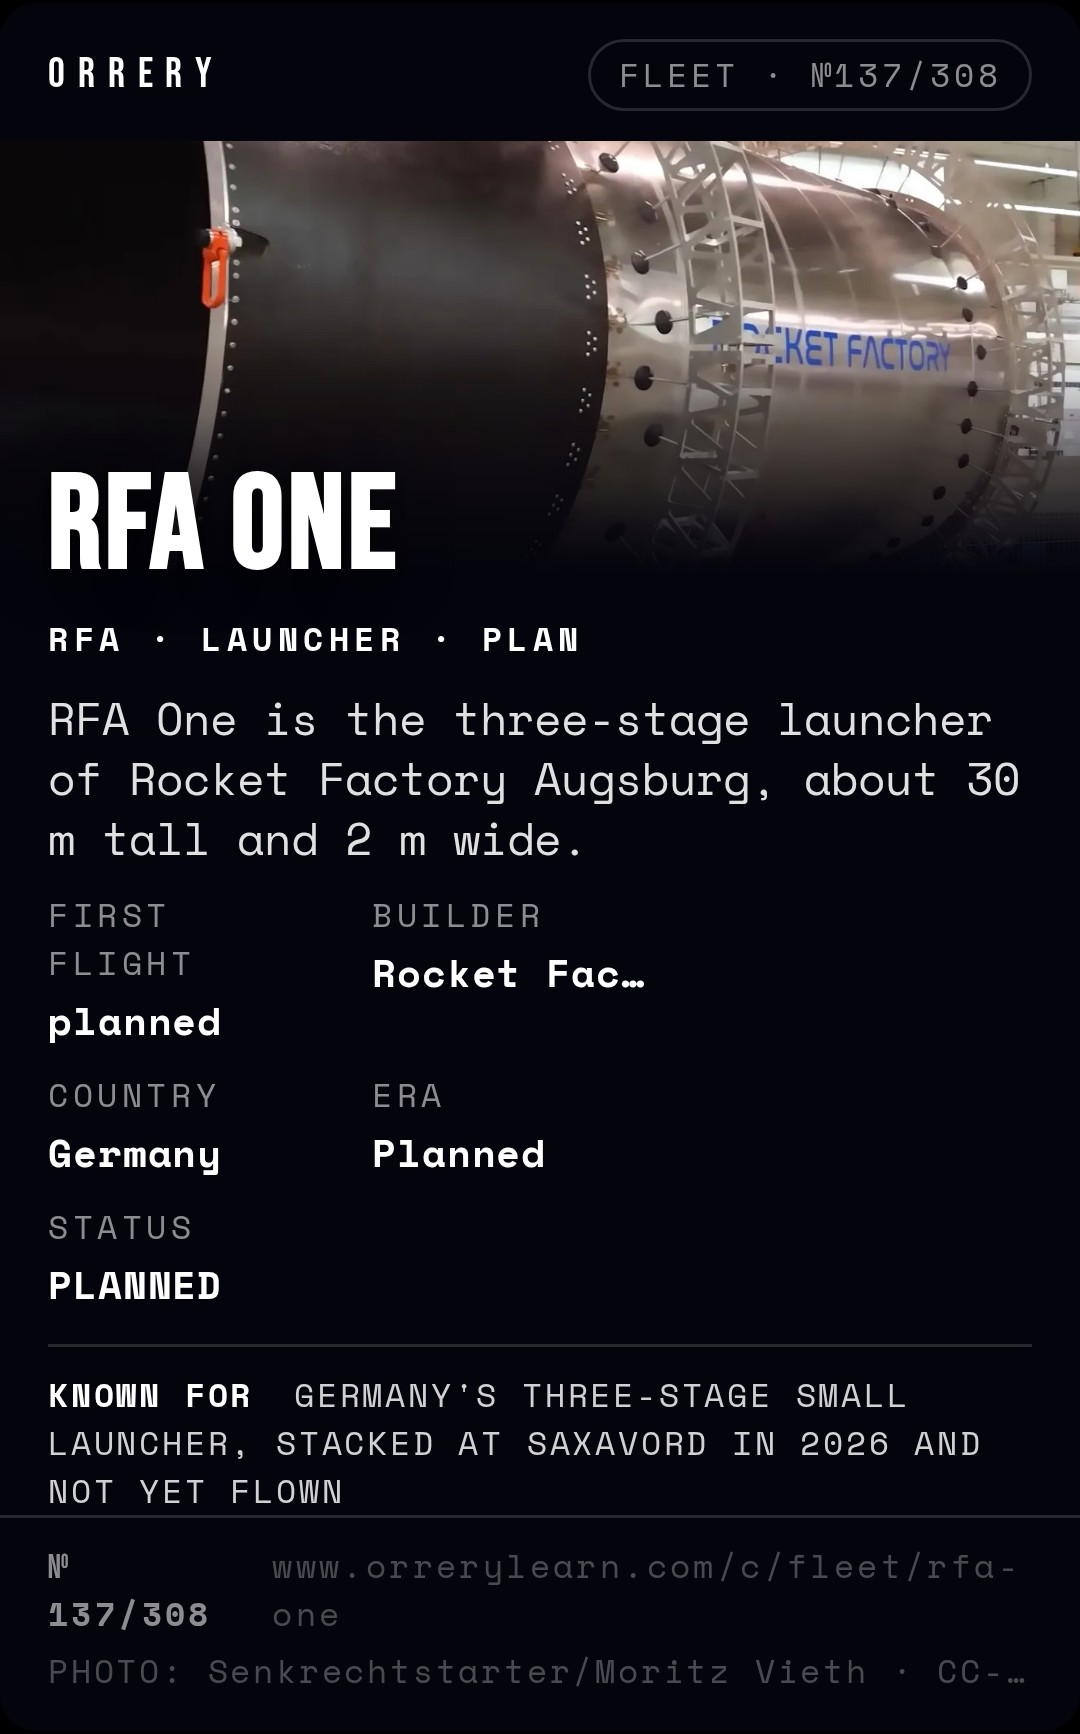 ORRERY
FLEET · №137/308
ROCKET FACTORY
RFA ONE
RFA · LAUNCHER · PLAN
RFA One is the three-stage launcher
of Rocket Factory Augsburg, about 30
m tall and 2 m wide.
FIRST
FLIGHT
planned
BUILDER
Rocket Fac…
COUNTRY
Germany
ERA
Planned
STATUS
PLANNED
KNOWN FOR GERMANY'S THREE-STAGE SMALL
LAUNCHER, STACKED AT SAXAVORD IN 2026 AND
NOT YET FLOWN
№
137/308
www.orrerylearn.com/c/fleet/rfa-
one
PHOTO: Senkrechtstarter/Moritz Vieth · CC-…